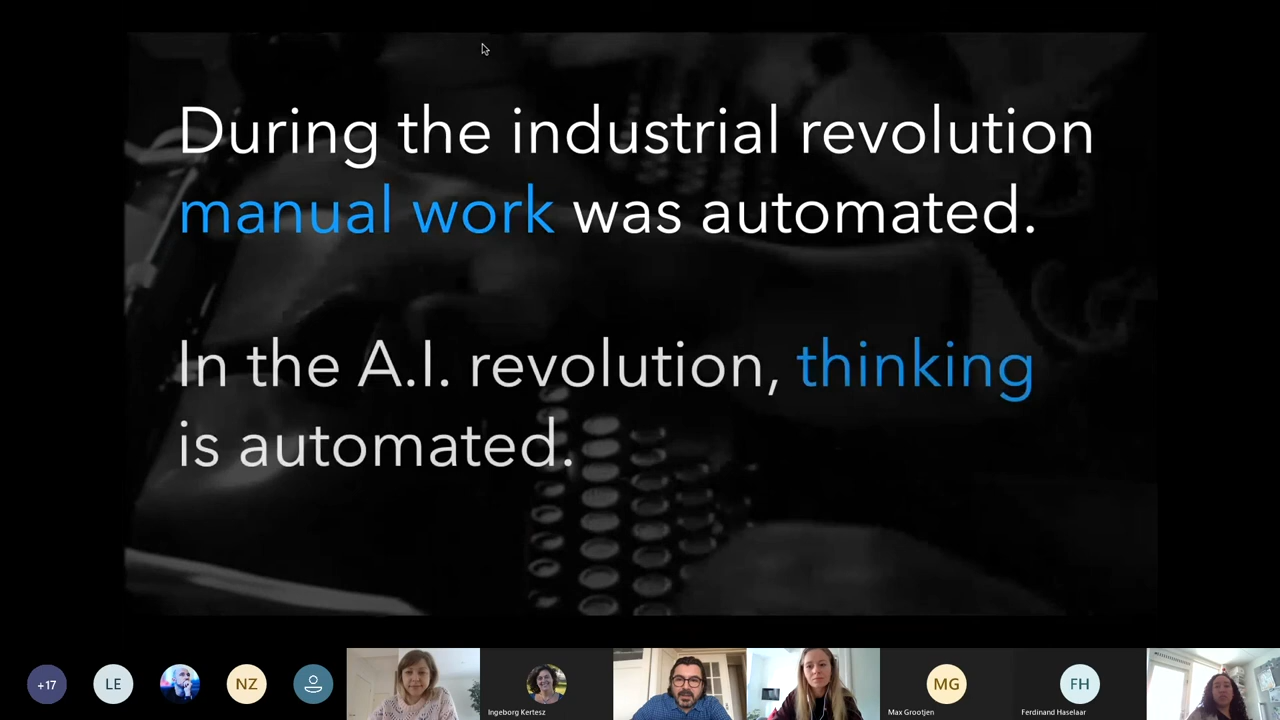 During the industrial revolution
manual work was automated.
In the A.I. revolution, thinking
is automated.
+17
LE
NZ
Ingeborg Kertesz
MG
Max Grootjen
FH
Ferdinand Haselaar